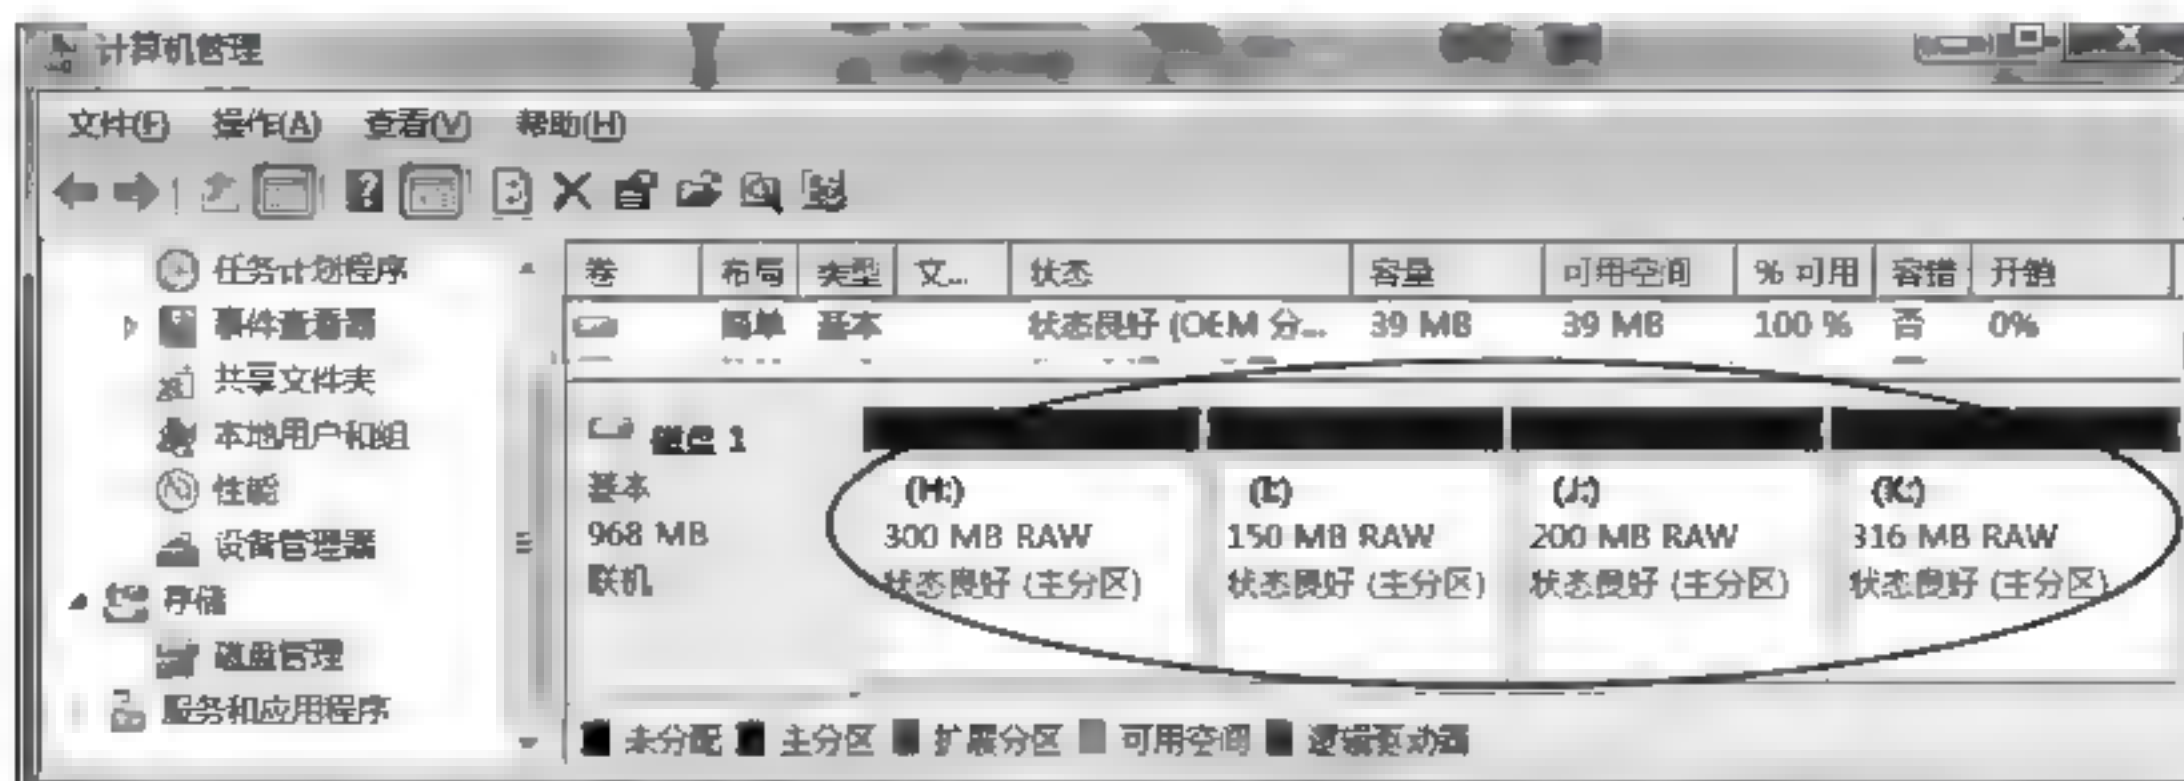 计算机管理
文件(F) 操作(A) 查看(V) 帮助(H)
任务计划程序
事件查看器
共享文件夹
本地用户和组
性能
设备管理器
存储
磁盘管理
服务和应用程序
卷 布局 类型 文... 状态 容量 可用空间 % 可用 容错 开销
简单 基本 状态良好 (OEM 分... 39 MB 39 MB 100 % 否 0%
磁盘 1
基本
968 MB
联机
(H:)
300 MB RAW
状态良好 (主分区)
(I:)
150 MB RAW
状态良好 (主分区)
(J:)
200 MB RAW
状态良好 (主分区)
(K:)
316 MB RAW
状态良好 (主分区)
未分配 主分区 扩展分区 可用空间 逻辑驱动器